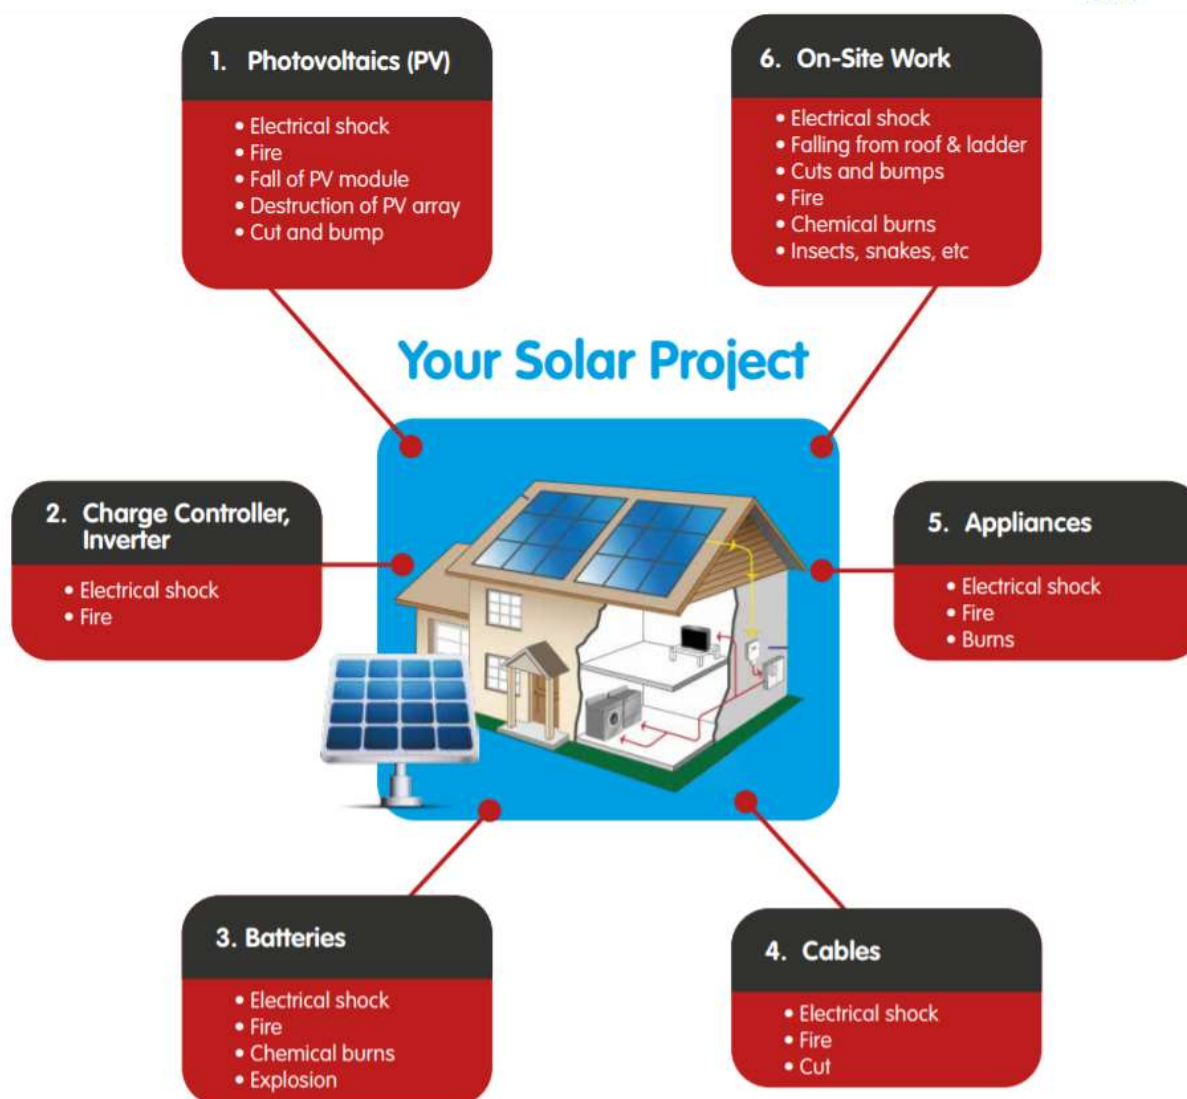 1. Photovoltaics (PV)
• Electrical shock
• Fire
• Fall of PV module
• Destruction of PV array
• Cut and bump
6. On-Site Work
• Electrical shock
• Falling from roof & ladder
• Cuts and bumps
• Fire
• Chemical burns
• Insects, snakes, etc
Your Solar Project
2. Charge Controller,
Inverter
• Electrical shock
• Fire
5. Appliances
• Electrical shock
• Fire
• Burns
3. Batteries
• Electrical shock
• Fire
• Chemical burns
• Explosion
4. Cables
• Electrical shock
• Fire
• Cut